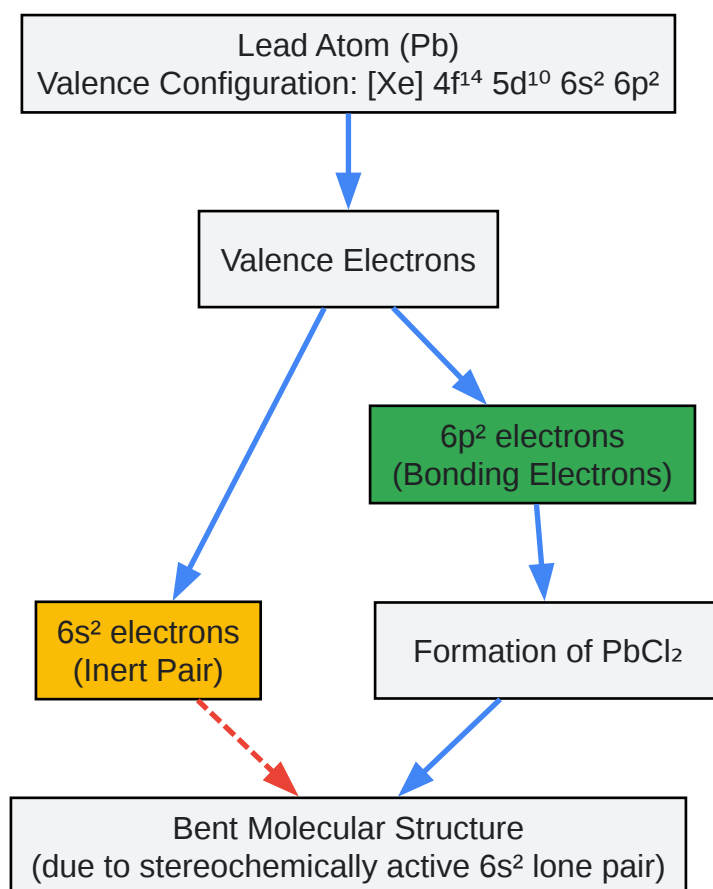 Lead Atom (Pb)
Valence Configuration: [Xe] 4f¹⁴ 5d¹⁰ 6s² 6p²
Valence Electrons
6p² electrons
(Bonding Electrons)
6s² electrons
(Inert Pair)
Formation of PbCl₂
Bent Molecular Structure
(due to stereochemically active 6s² lone pair)